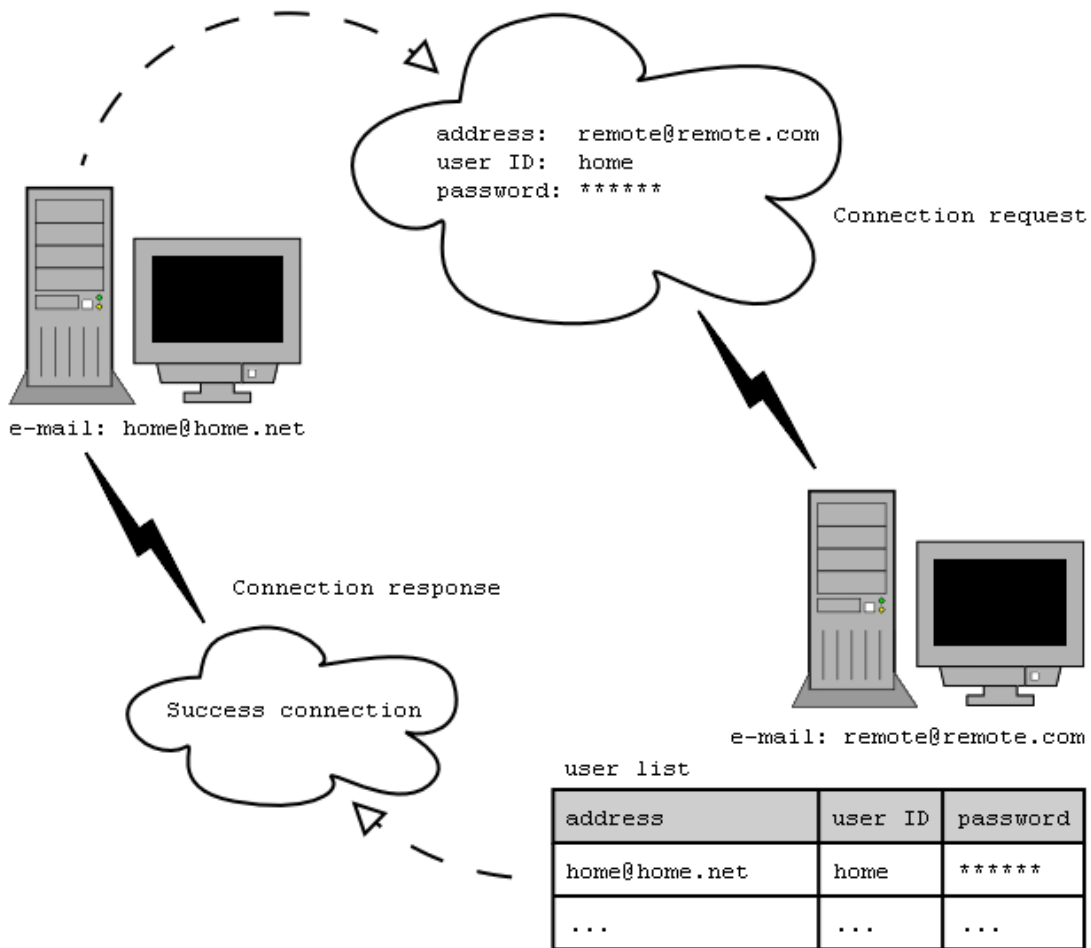 address: remote@remote.com
user ID: home
password: ******
Connection request
e-mail: home@home.net
Connection response
Success connection
e-mail: remote@remote.com
user list
address user ID password
home@home.net home ******
... ... ...